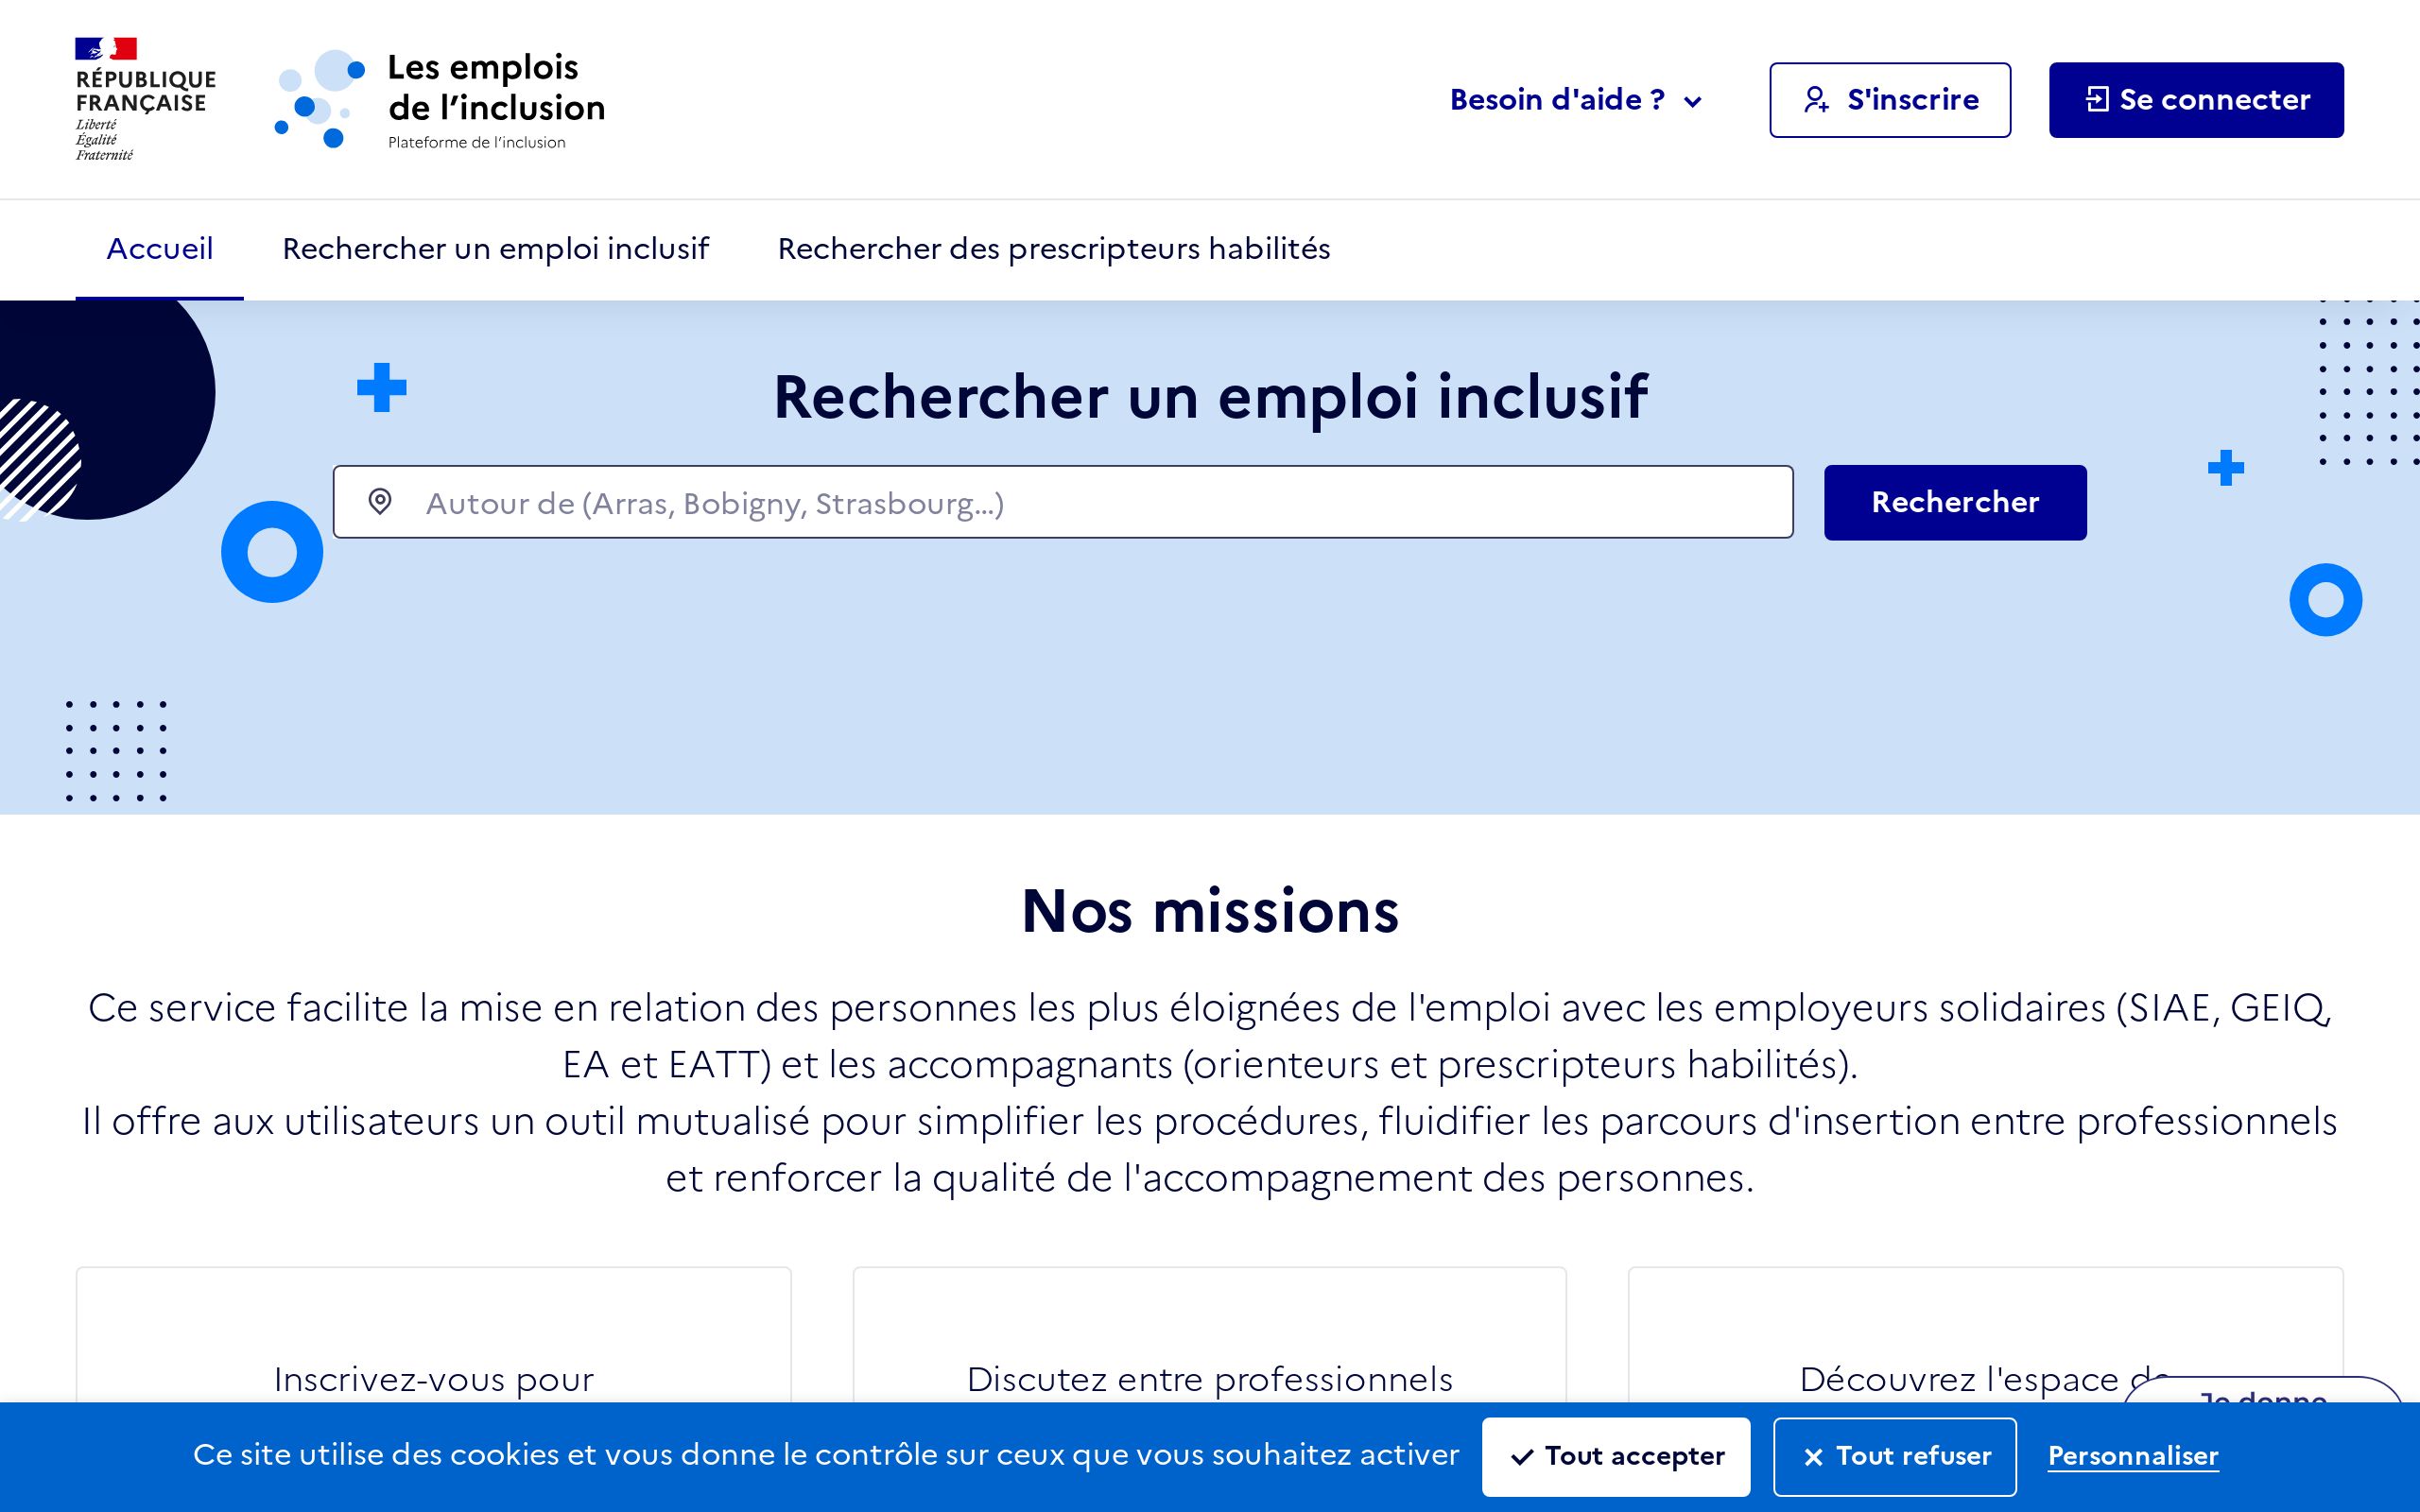 RÉPUBLIQUE
FRANÇAISE
Liberté
Égalité
Fraternité
Les emplois
de l’inclusion
Plateforme de l’inclusion
Besoin d'aide ?
S'inscrire
Se connecter
Accueil
Rechercher un emploi inclusif
Rechercher des prescripteurs habilités
Rechercher un emploi inclusif
Autour de (Arras, Bobigny, Strasbourg…)
Rechercher
Nos missions
Ce service facilite la mise en relation des personnes les plus éloignées de l'emploi avec les employeurs solidaires (SIAE, GEIQ,
EA et EATT) et les accompagnants (orienteurs et prescripteurs habilités).
Il offre aux utilisateurs un outil mutualisé pour simplifier les procédures, fluidifier les parcours d'insertion entre professionnels
et renforcer la qualité de l'accompagnement des personnes.
Inscrivez-vous pour
Discutez entre professionnels
Découvrez l'espace de
Je donne
Ce site utilise des cookies et vous donne le contrôle sur ceux que vous souhaitez activer
Tout accepter
Tout refuser
Personnaliser